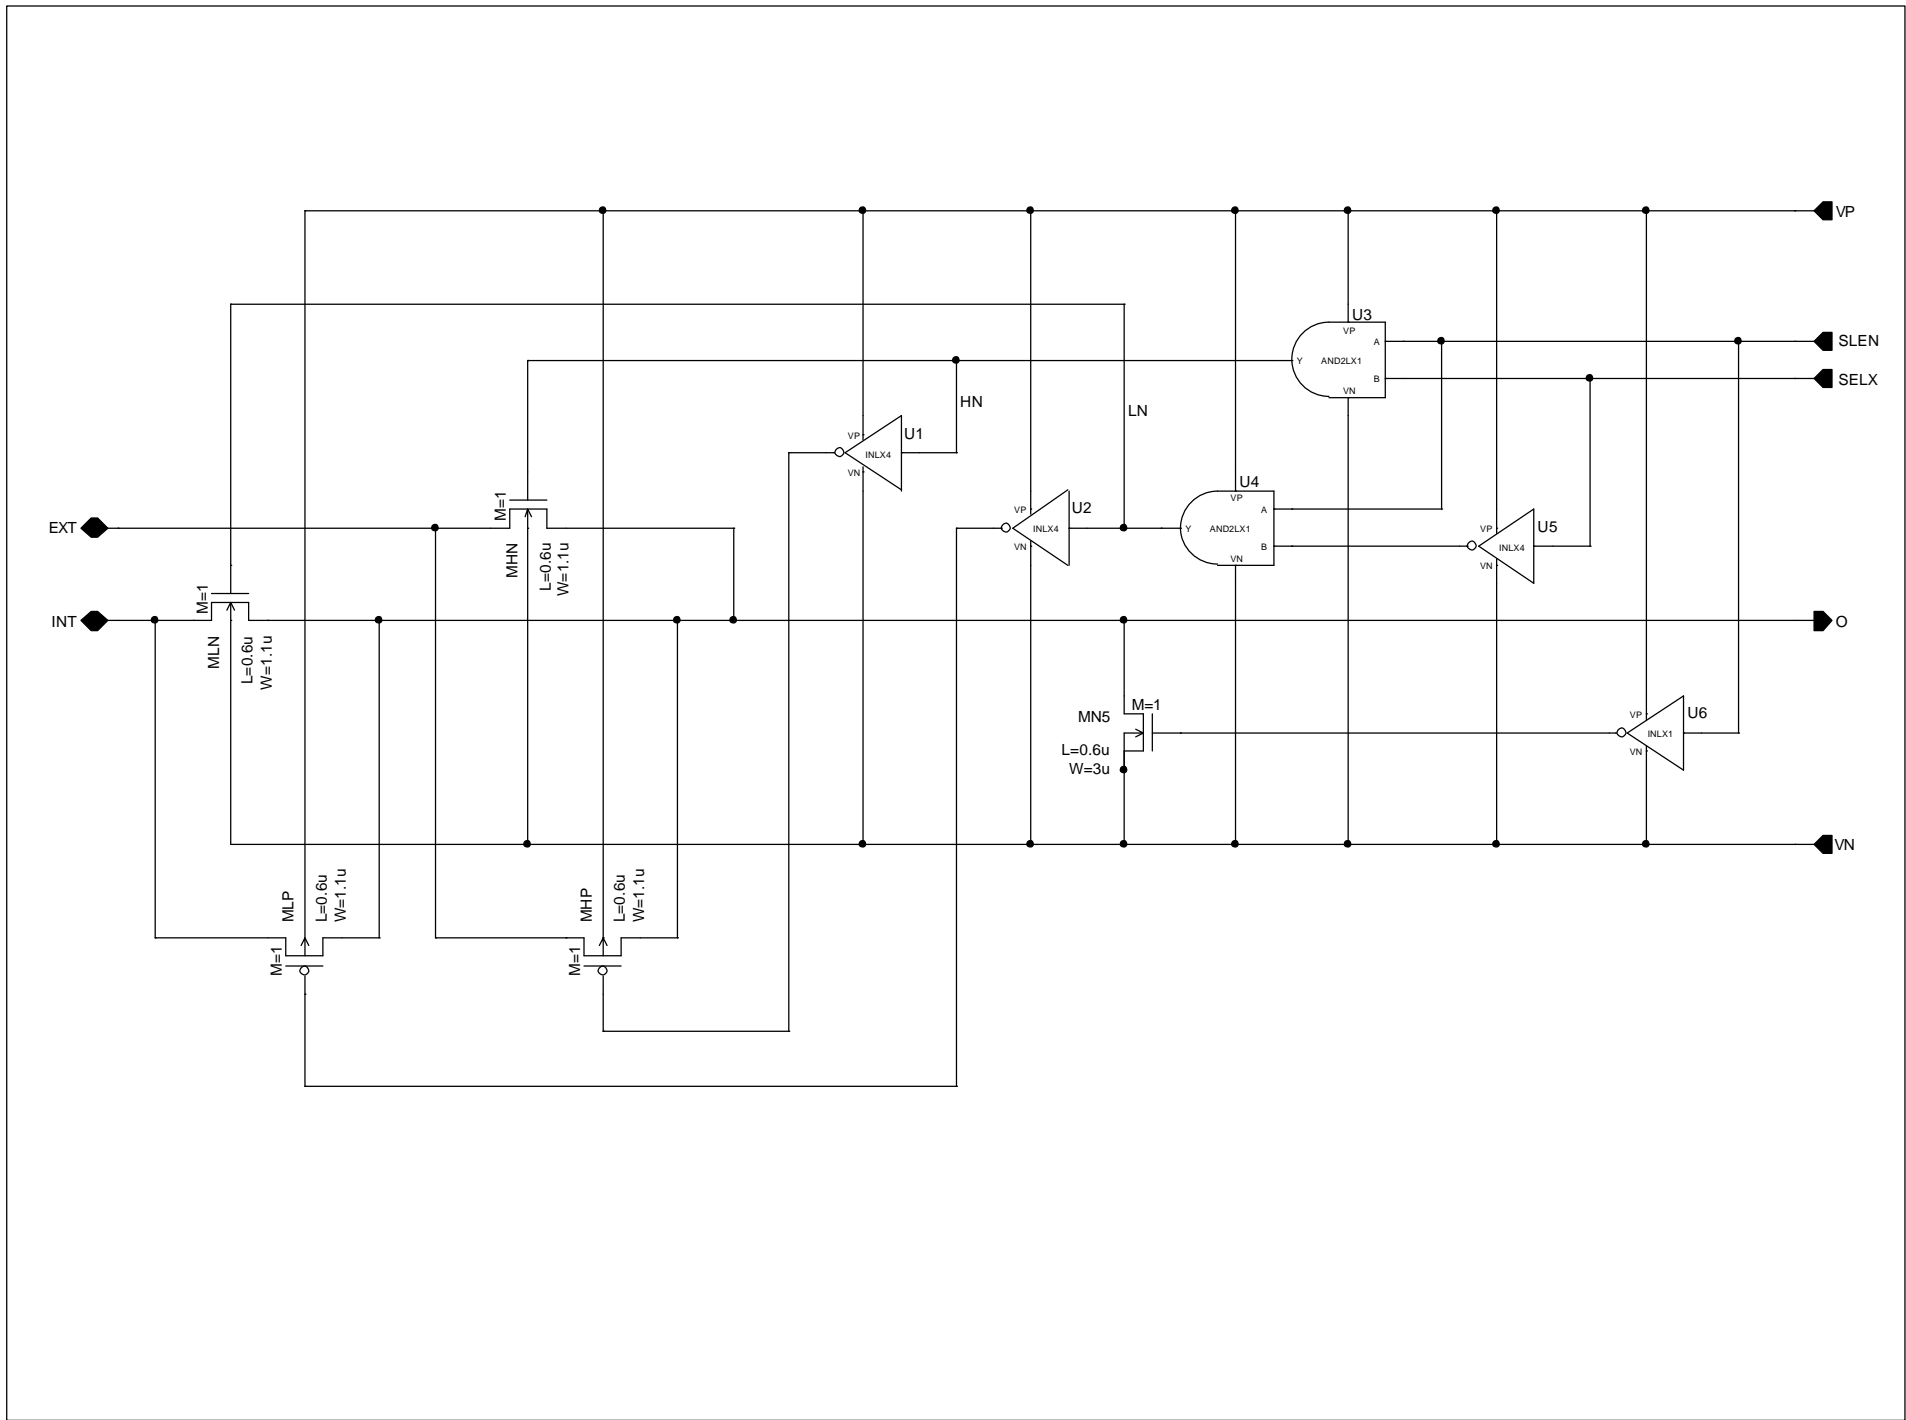 VP
U3
VP
A
SLEN
Y
AND2LX1
B
SELX
VN
HN
LN
U1
VP
INLX4
VN
U4
VP
A
Y
AND2LX1
B
VN
M=1
MHN
L=0.6u
W=1.1u
U2
VP
INLX4
VN
U5
VP
INLX4
VN
EXT
M=1
INT
MLN
L=0.6u
W=1.1u
O
M=1
MN5
L=0.6u
W=3u
U6
VP
INLX1
VN
VN
MLP
L=0.6u
W=1.1u
M=1
MHP
L=0.6u
W=1.1u
M=1